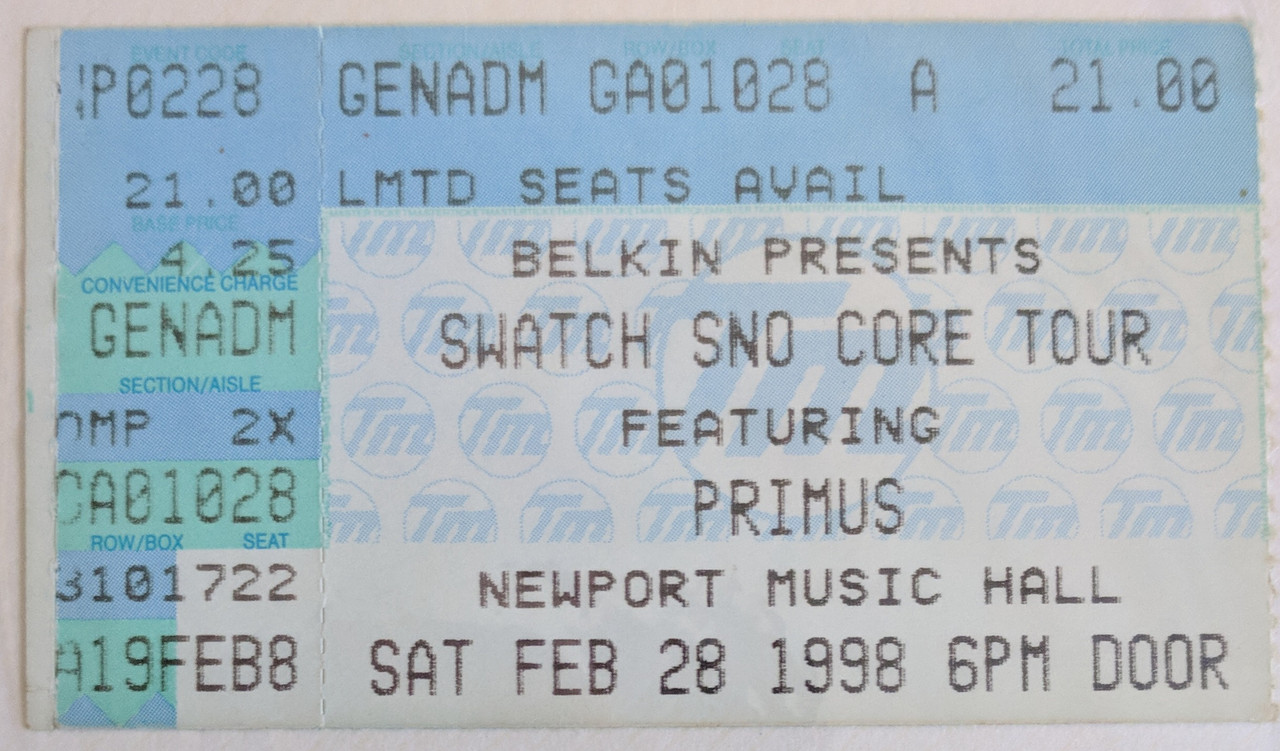 EVENT CODE SECTION/AISLE ROW/BOX SEAT TOTAL PRICE
P0228 GENADM GA01028 A 21.00
21.00 LMTD SEATS AVAIL
BASE PRICE
4.25 BELKIN PRESENTS
CONVENIENCE CHARGE
GENADM SWATCH SNO CORE TOUR
SECTION/AISLE
OMP 2X FEATURING
CA01028 PRIMUS
ROW/BOX SEAT
3101722 NEWPORT MUSIC HALL
A19FEB8 SAT FEB 28 1998 6PM DOOR